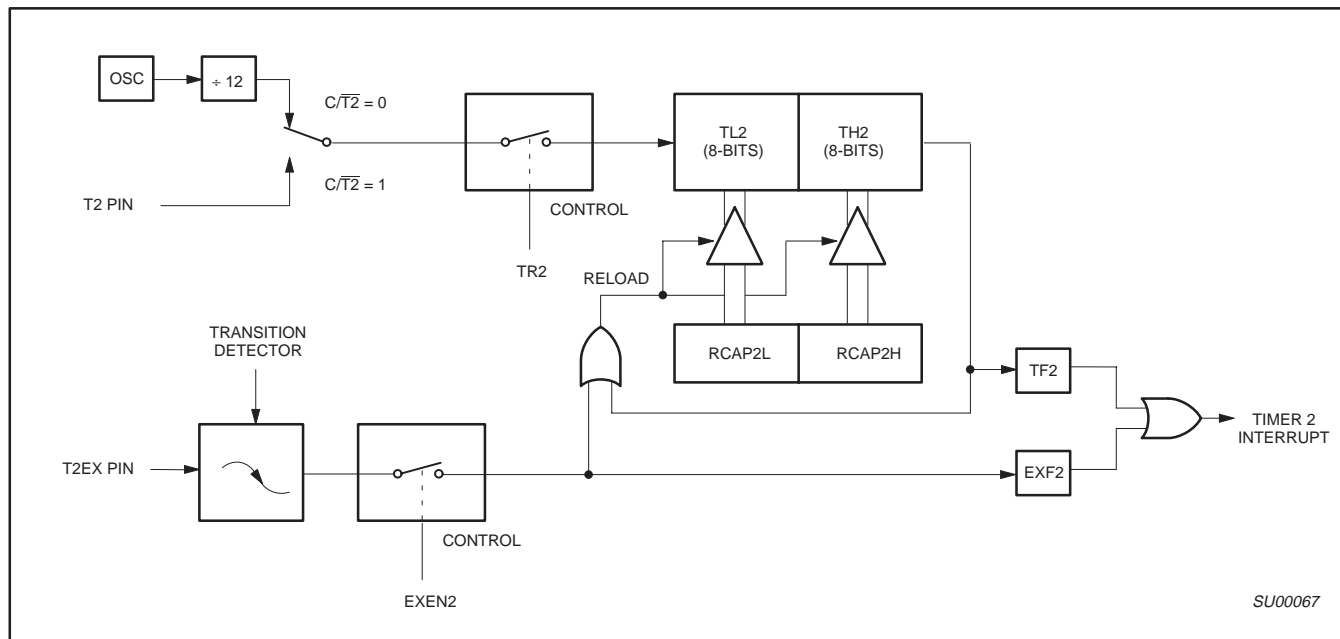 OSC
÷ 12
C/T2 = 0
C/T2 = 1
T2 PIN
CONTROL
TR2
TL2
(8-BITS)
TH2
(8-BITS)
RELOAD
RCAP2L
RCAP2H
TRANSITION
DETECTOR
T2EX PIN
CONTROL
EXEN2
TF2
EXF2
TIMER 2
INTERRUPT
SU00067